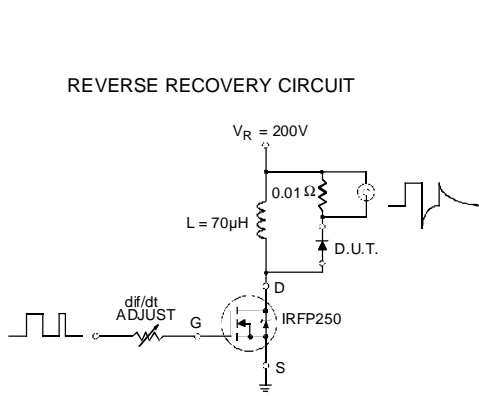 REVERSE RECOVERY CIRCUIT
VR = 200V
0.01 Ω
L = 70μH
D.U.T.
D
dif/dt
ADJUST
G
IRFP250
S